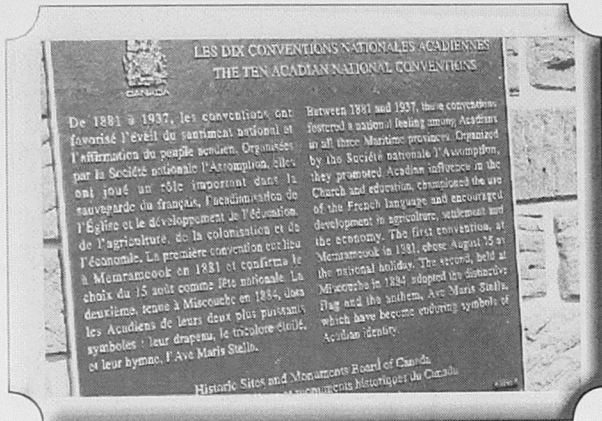 CANADA
LES DIX CONVENTIONS NATIONALES ACADIENNES
THE TEN ACADIAN NATIONAL CONVENTIONS
De 1881 à 1937, les conventions ont
favorisé l'éveil du sentiment national et
l'affirmation du peuple acadien. Organisées
par la Société nationale l'Assomption, elles
ont joué un rôle important dans la
sauvegarde du français, l'acadianisation de
l'Église et le développement de l'éducation,
de l'agriculture, de la colonisation et de
l'économie. La première convention eut lieu
à Memramcook en 1881 et confirma le
choix du 15 août comme fête nationale. La
deuxième, tenue à Miscouche en 1884, dota
les Acadiens de leurs deux plus puissants
symboles : leur drapeau, le tricolore étoilé,
et leur hymne, l'Ave Maris Stella.
Between 1881 and 1937, these conventions
fostered a national feeling among Acadians
in all three Maritime provinces. Organized
by the Société nationale l'Assomption,
they promoted Acadian influence in the
Church and education, championed the use
of the French language and encouraged
development in agriculture, settlement and
the economy. The first convention, at
Memramcook in 1881, chose August 15 as
the national holiday. The second, held at
Miscouche in 1884 adopted the distinctive
flag and the anthem, Ave Maris Stella,
which have become enduring symbols of
Acadian identity.
Historic Sites and Monuments Board of Canada
et monuments historiques du Canada